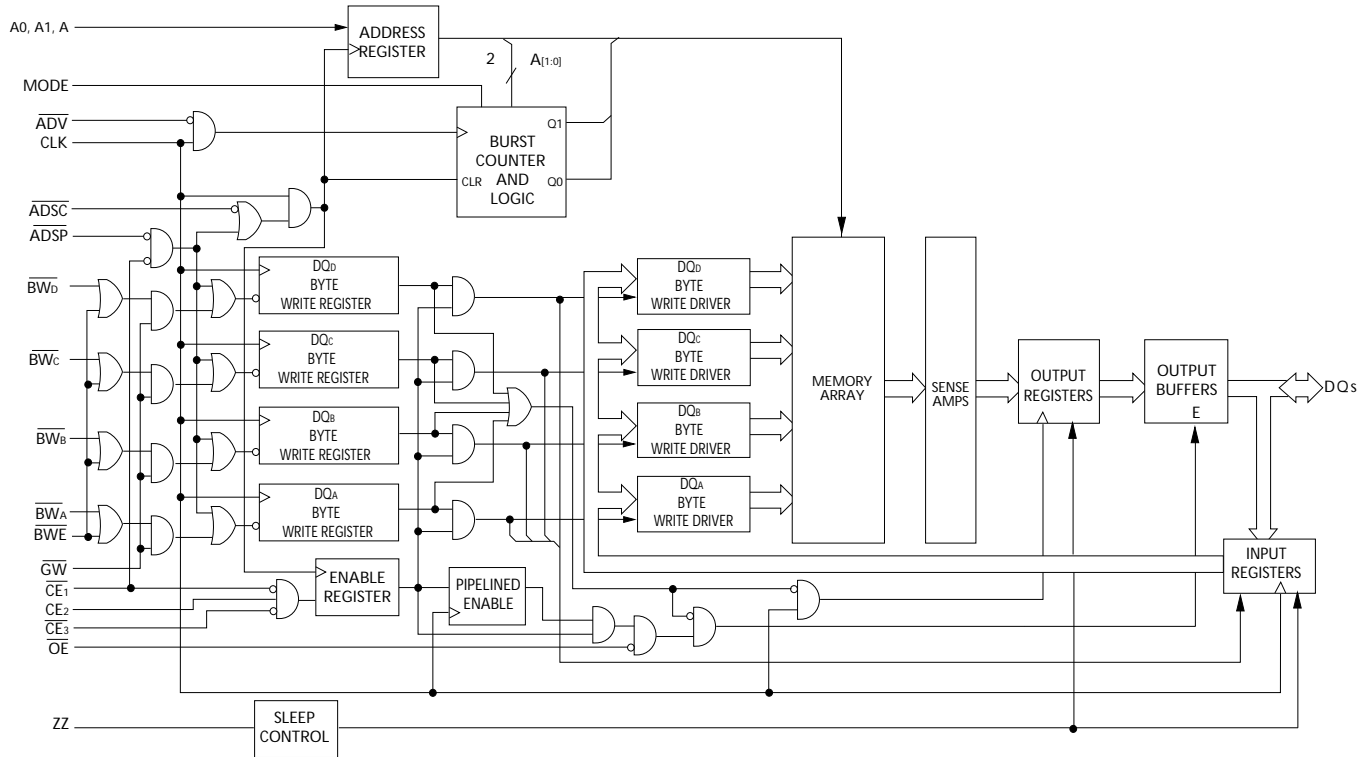 A0, A1, A
ADDRESS
REGISTER
2
A[1:0]
MODE
ADV
CLK
Q1
BURST
COUNTER
AND
LOGIC
CLR
Q0
ADSC
ADSP
BWD
DQD
BYTE
WRITE REGISTER
DQD
BYTE
WRITE DRIVER
BWC
DQC
BYTE
WRITE REGISTER
DQC
BYTE
WRITE DRIVER
MEMORY
ARRAY
SENSE
AMPS
OUTPUT
REGISTERS
OUTPUT
BUFFERS
E
DQs
BWB
DQB
BYTE
WRITE REGISTER
DQB
BYTE
WRITE DRIVER
BWA
BWE
DQA
BYTE
WRITE REGISTER
DQA
BYTE
WRITE DRIVER
GW
CE1
CE2
CE3
OE
ENABLE
REGISTER
PIPELINED
ENABLE
INPUT
REGISTERS
ZZ
SLEEP
CONTROL